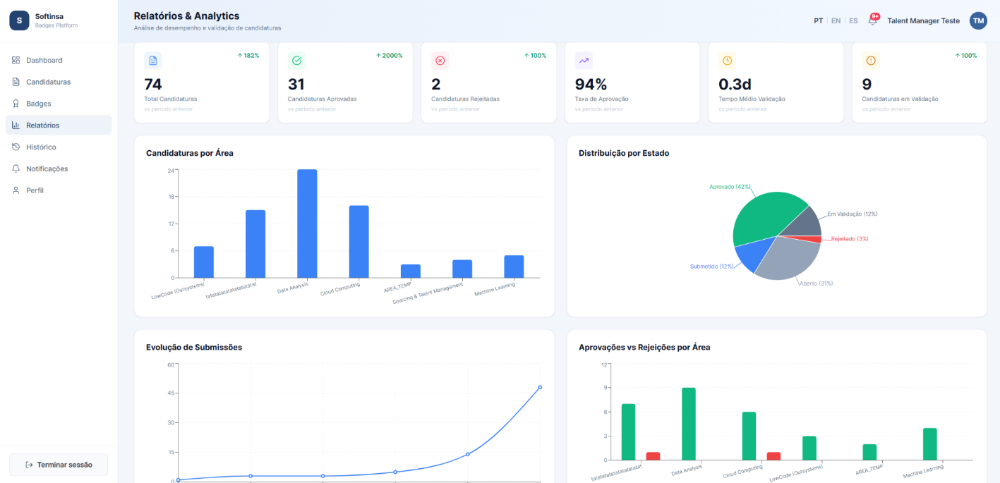 S
Softinsa
Badges Platform
Dashboard
Candidaturas
Badges
Relatórios
Histórico
Notificações
Perfil
Terminar sessão
Relatórios & Analytics
Análise de desempenho e validação de candidaturas
PT EN ES
9+
Talent Manager Teste
TM
↑ 182%
74
Total Candidaturas
vs período anterior
↑ 2000%
31
Candidaturas Aprovadas
vs período anterior
↑ 100%
2
Candidaturas Rejeitadas
vs período anterior
94%
Taxa de Aprovação
vs período anterior
0.3d
Tempo Médio Validação
vs período anterior
↑ 100%
9
Candidaturas em Validação
vs período anterior
Candidaturas por Área
24
18
12
6
0
LowCode (Outsystems)
Data Analysis
Cloud Computing
AREA_TEMP
Sourcing & Talent Management
Machine Learning
Distribuição por Estado
Aprovado (42%)
Em Validação (12%)
Rejeitado (3%)
Submetido (12%)
Aberto (31%)
Evolução de Submissões
60
45
30
15
0
Aprovações vs Rejeições por Área
12
9
6
3
0
Data Analysis
Cloud Computing
LowCode (Outsystems)
AREA_TEMP
Machine Learning